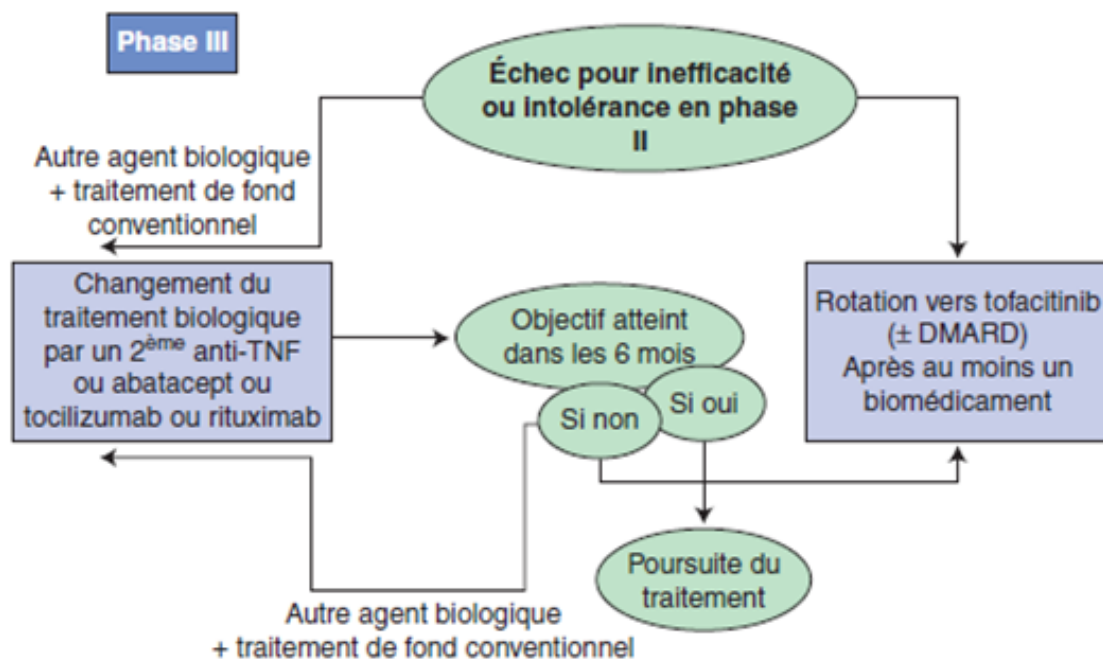 Phase III
Échec pour inefficacité
ou intolérance en phase
II
Autre agent biologique
+ traitement de fond
conventionnel
Changement du
traitement biologique
par un 2ème anti-TNF
ou abatacept ou
tocilizumab ou rituximab
Objectif atteint
dans les 6 mois
Si non
Si oui
Rotation vers tofacitinib
(± DMARD)
Après au moins un
biomédicament
Poursuite du
traitement
Autre agent biologique
+ traitement de fond conventionnel